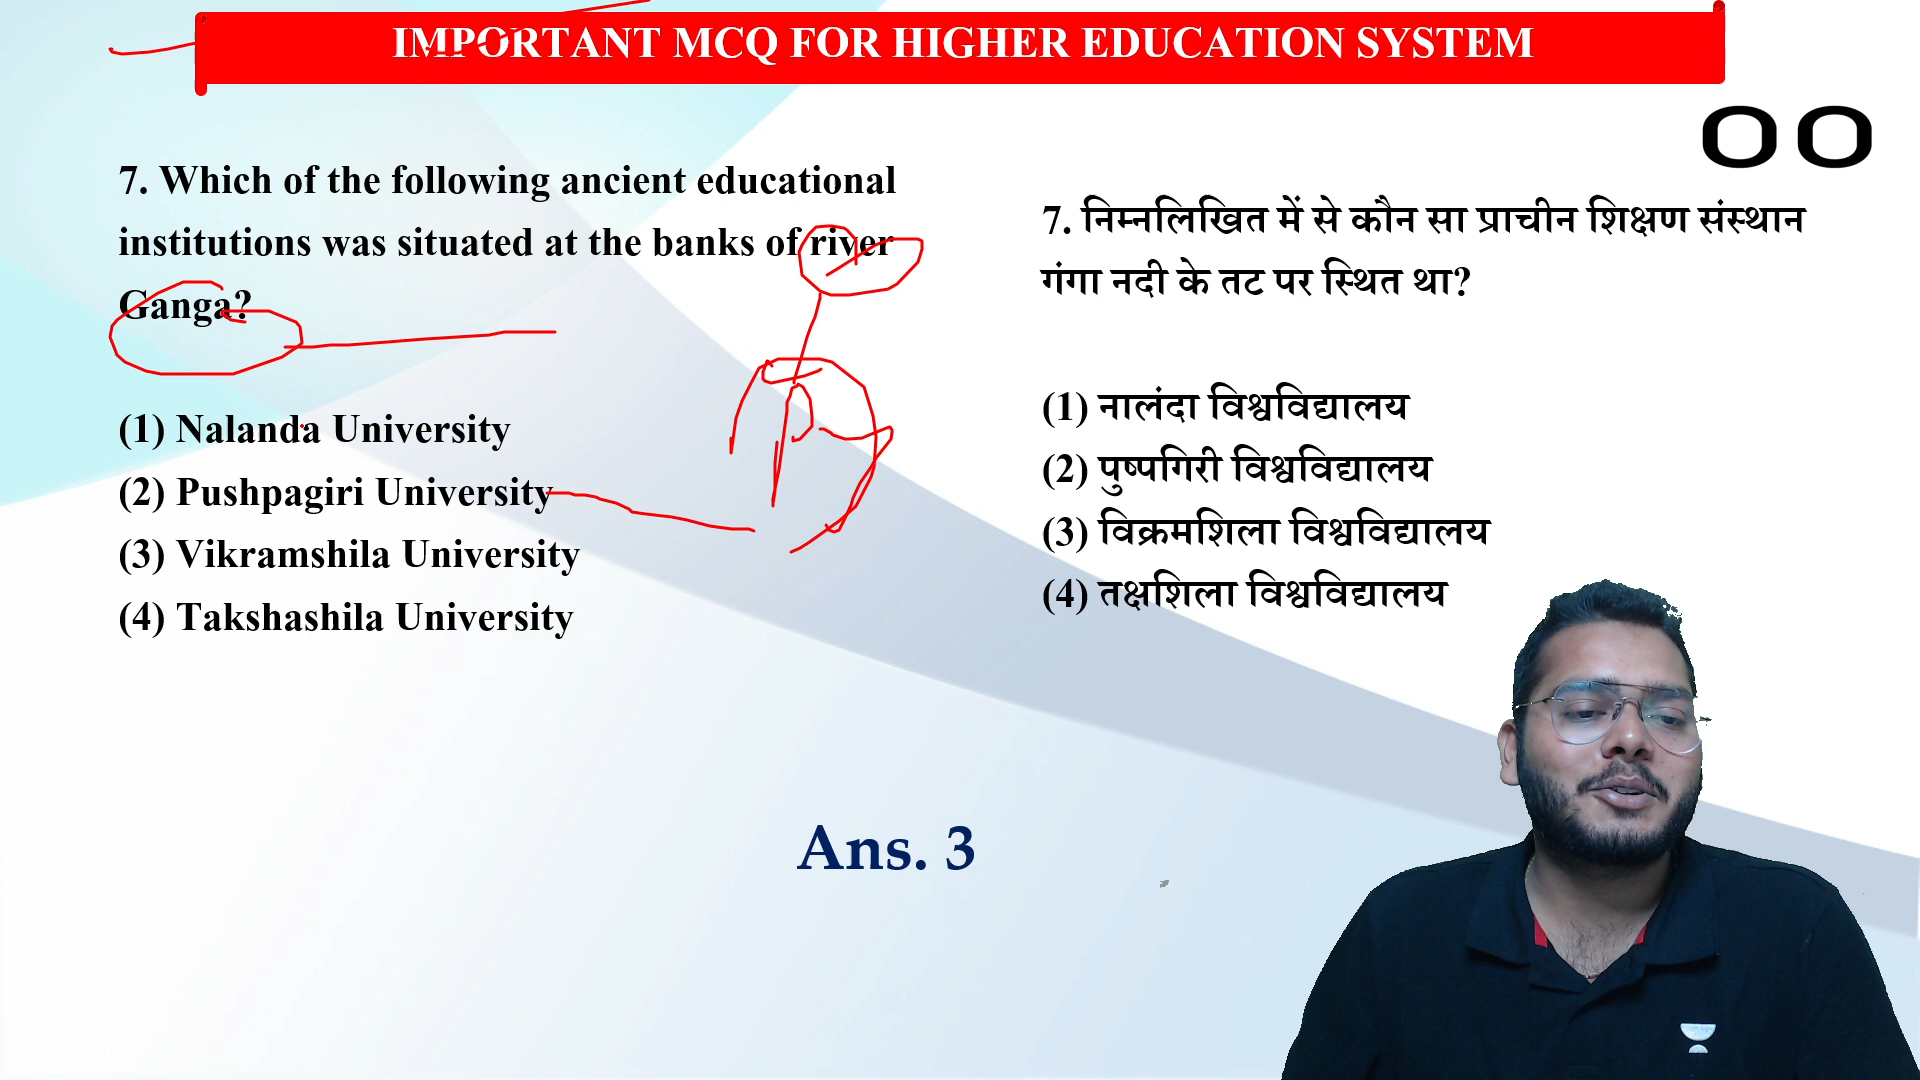 IMPORTANT MCQ FOR HIGHER EDUCATION SYSTEM
00
7. Which of the following ancient educational
institutions was situated at the banks of river
Ganga?
(1) Nalanda University
(2) Pushpagiri University
(3) Vikramshila University
(4) Takshashila University
7. निम्नलिखित में से कौन सा प्राचीन शिक्षण संस्थान
गंगा नदी के तट पर स्थित था?
(1) नालंदा विश्वविद्यालय
(2) पुष्पगिरी विश्वविद्यालय
(3) विक्रमशिला विश्वविद्यालय
(4) तक्षशिला विश्वविद्यालय
Ans. 3